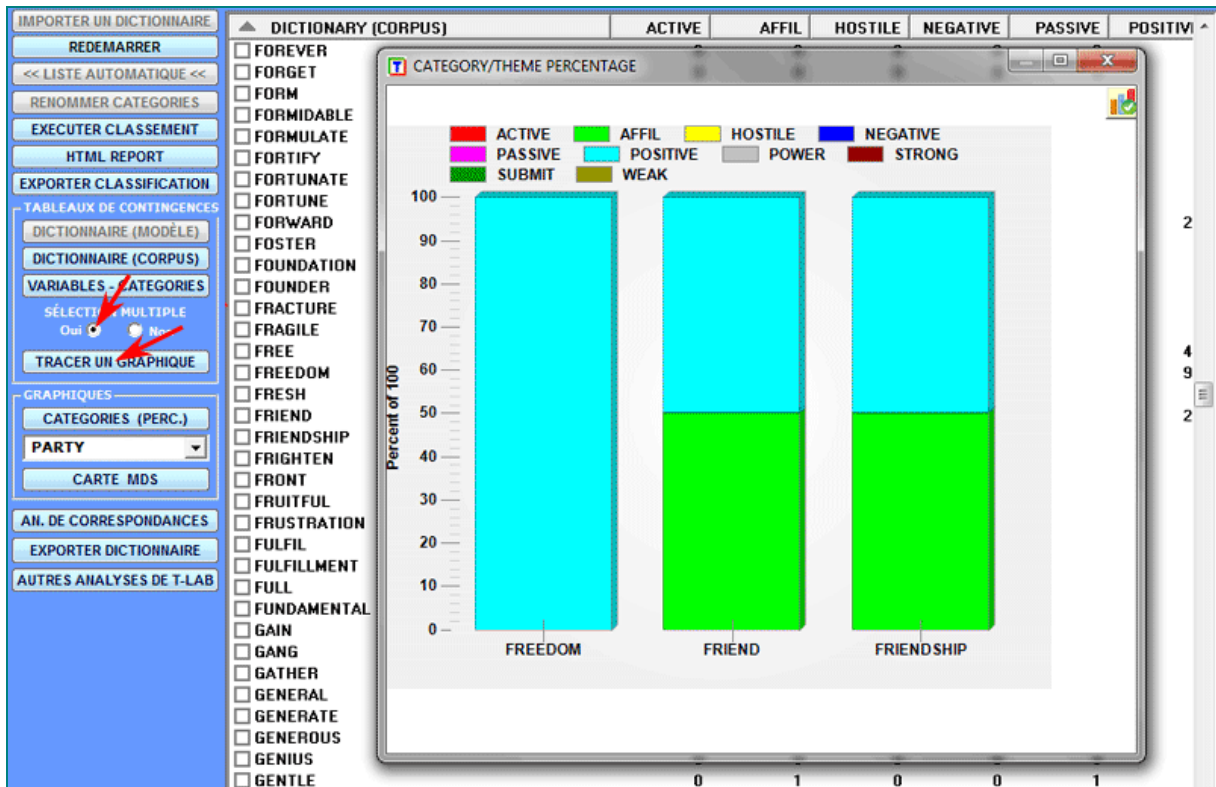 IMPORTER UN DICTIONNAIRE
REDEMARRER
<< LISTE AUTOMATIQUE <<
RENOMMER CATEGORIES
EXECUTER CLASSEMENT
HTML REPORT
EXPORTER CLASSIFICATION
TABLEAUX DE CONTINGENCES
DICTIONNAIRE (MODÈLE)
DICTIONNAIRE (CORPUS)
VARIABLES - CATEGORIES
SÉLECTION MULTIPLE
Oui
TRACER UN GRAPHIQUE
GRAPHIQUES
CATEGORIES (PERC.)
PARTY
CARTE MDS
AN. DE CORRESPONDANCES
EXPORTER DICTIONNAIRE
AUTRES ANALYSES DE T-LAB
DICTIONARY (CORPUS) ACTIVE AFFIL HOSTILE NEGATIVE PASSIVE POSITIV
FOREVER
FORGET
FORM
FORMIDABLE
FORMULATE
FORTIFY
FORTUNATE
FORTUNE
FORWARD 2
FOSTER
FOUNDATION
FOUNDER
FRACTURE
FRAGILE
FREE 4
FREEDOM 9
FRESH
FRIEND 2
FRIENDSHIP
FRIGHTEN
FRONT
FRUITFUL
FRUSTRATION
FULFIL
FULFILLMENT
FULL
FUNDAMENTAL
GAIN
GANG
GATHER
GENERAL
GENERATE
GENEROUS
GENIUS
GENTLE 0 1 0 0 1
T CATEGORY/THEME PERCENTAGE
ACTIVE AFFIL HOSTILE NEGATIVE
PASSIVE POSITIVE POWER STRONG
SUBMIT WEAK
Percent of 100
100
90
80
70
60
50
40
30
20
10
0
FREEDOM FRIEND FRIENDSHIP